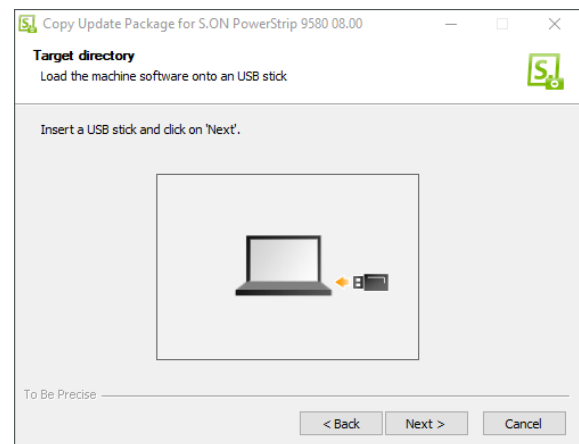 Copy Update Package for S.ON PowerStrip 9580 08.00
Target directory
Load the machine software onto an USB stick
S.
Insert a USB stick and click on 'Next'.
To Be Precise
< Back Next > Cancel